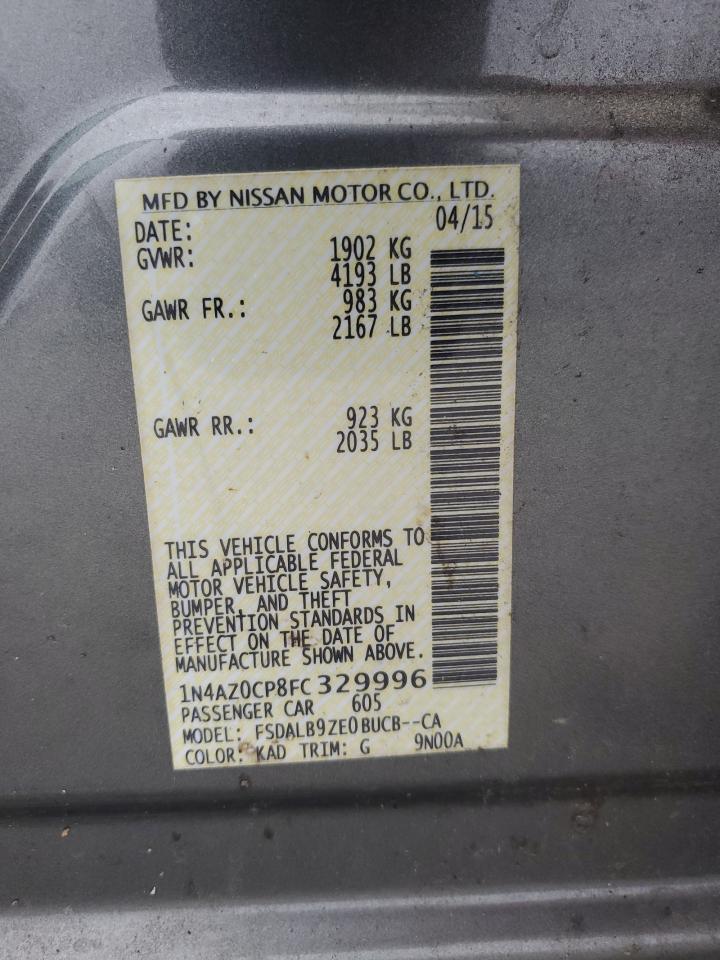 MFD BY NISSAN MOTOR CO., LTD.
DATE: 04/15
GVWR: 1902 KG
4193 LB
GAWR FR.: 983 KG
2167 LB
GAWR RR.: 923 KG
2035 LB
THIS VEHICLE CONFORMS TO
ALL APPLICABLE FEDERAL
MOTOR VEHICLE SAFETY,
BUMPER, AND THEFT
PREVENTION STANDARDS IN
EFFECT ON THE DATE OF
MANUFACTURE SHOWN ABOVE.
1N4AZ0CP8FC329996
PASSENGER CAR 605
MODEL: FSDALB9ZE0BUCB--CA
COLOR: KAD TRIM: G 9N00A